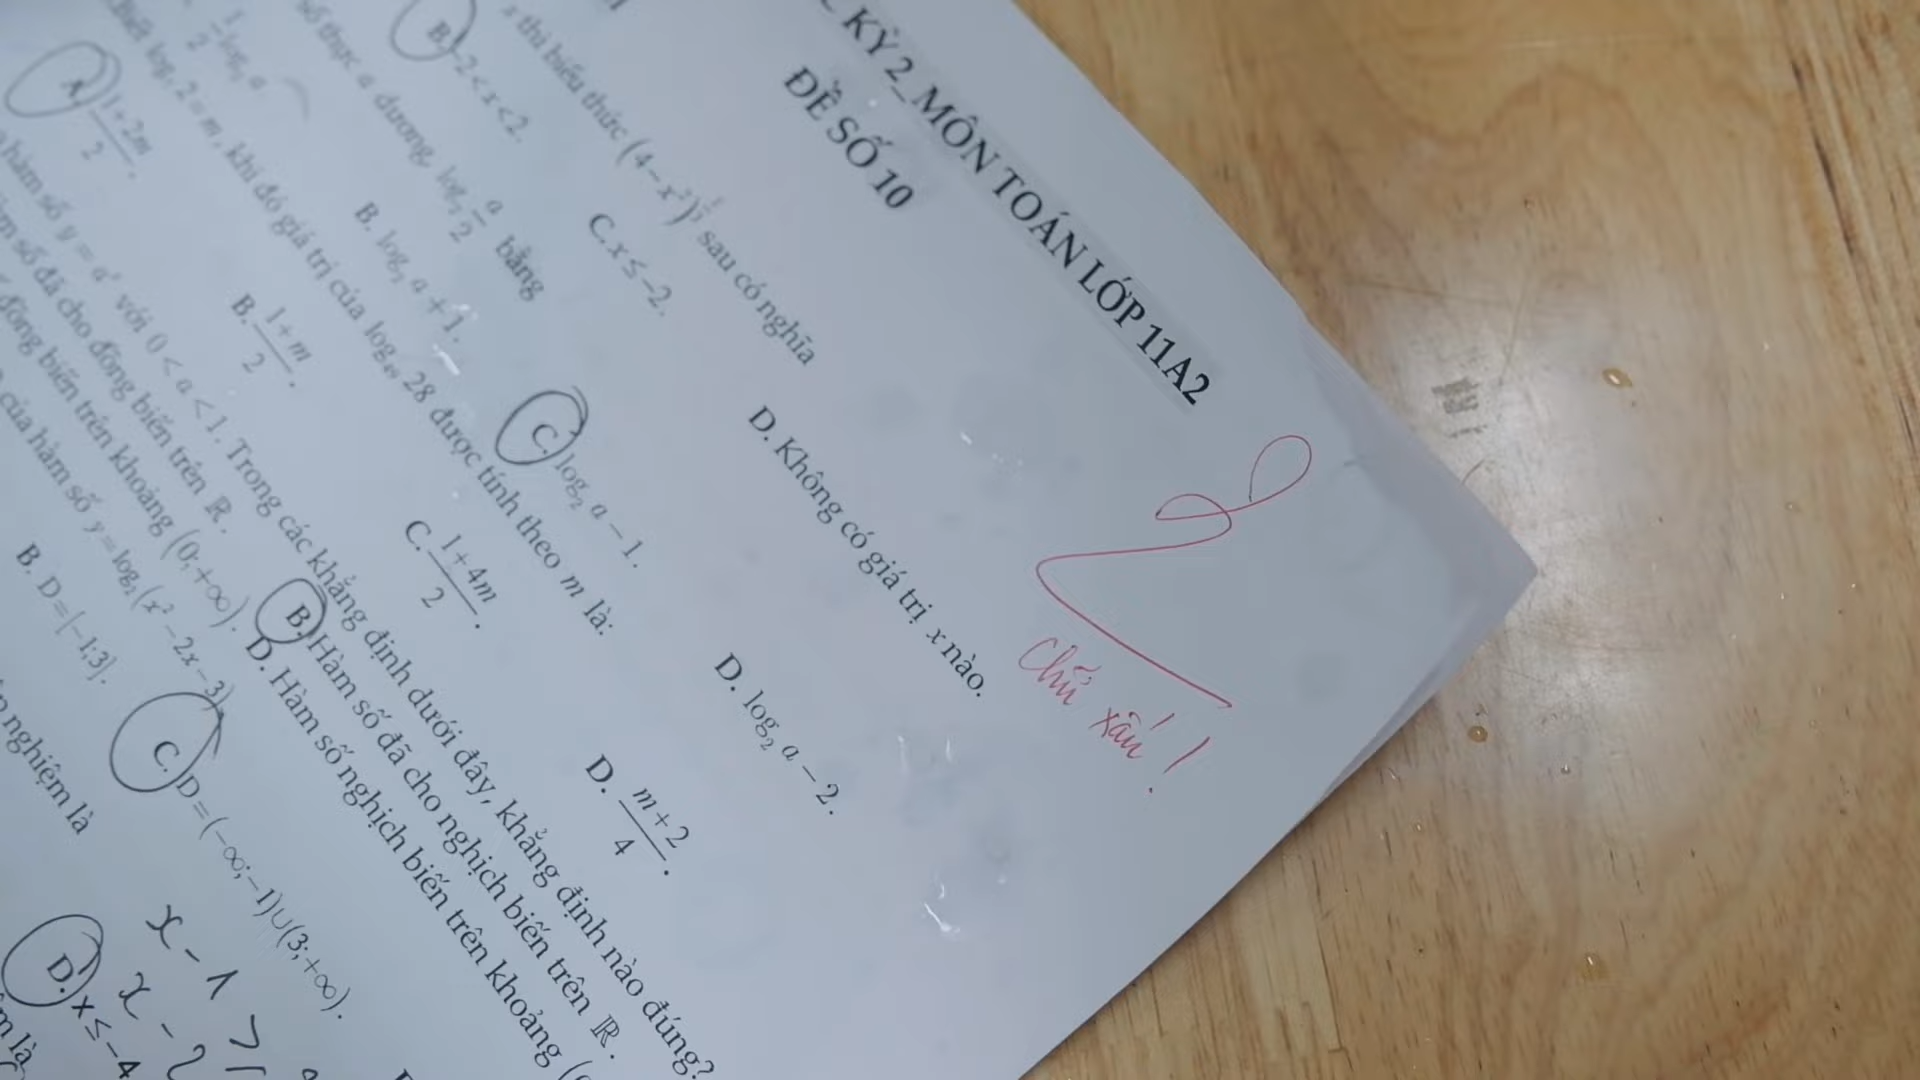 KỲ 2_MÔN TOÁN LỚP 11A2
ĐỀ SỐ 10
Chữ xấu!
thì biểu thức (4 – x²) sau có nghĩa
B. -2 < x < 2. C. x ≤ –2. D. Không có giá trị x nào.
số thực a dương, log₂ a/2 bằng
1/2 log₂ a B. log₂ a + 1. C. log₂ a – 1. D. log₂ a – 2.
2 = m, khi đó giá trị của log₄₉ 28 được tính theo m là:
A. (1+2m)/2. B. (1+m)/2. C. (1+4m)/2. D. (m+2)/4.
hàm số y = aˣ với 0 < a < 1. Trong các khẳng định dưới đây, khẳng định nào đúng?
số đã cho đồng biến trên ℝ. B. Hàm số đã cho nghịch biến trên ℝ.
đồng biến trên khoảng (0; +∞). D. Hàm số nghịch biến trên khoảng
của hàm số y = log₂(x² – 2x – 3)
B. D = [–1;3]. C. D = (–∞; –1)∪(3; +∞).
nghiệm là
x - 1 >
D. x ≤ –4
x - 2
là